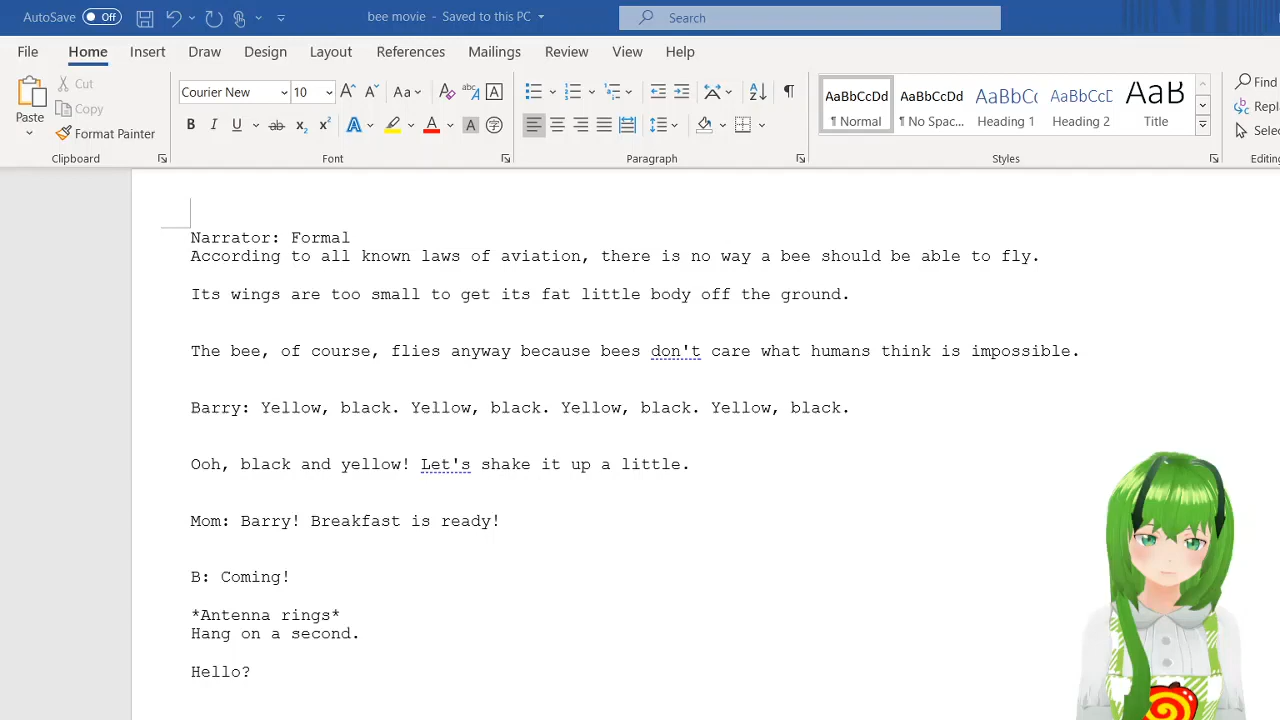 AutoSave Off bee movie - Saved to this PC Search
File Home Insert Draw Design Layout References Mailings Review View Help
Paste
Cut
Copy
Format Painter
Clipboard
Courier New 10
Font
Paragraph
AaBbCcDd AaBbCcDd AaBbCc AaBbCcD AaB
¶ Normal ¶ No Spac... Heading 1 Heading 2 Title
Styles
Find
Repl
Selec
Editing
Narrator: Formal
According to all known laws of aviation, there is no way a bee should be able to fly.
Its wings are too small to get its fat little body off the ground.
The bee, of course, flies anyway because bees don't care what humans think is impossible.
Barry: Yellow, black. Yellow, black. Yellow, black. Yellow, black.
Ooh, black and yellow! Let's shake it up a little.
Mom: Barry! Breakfast is ready!
B: Coming!
*Antenna rings*
Hang on a second.
Hello?